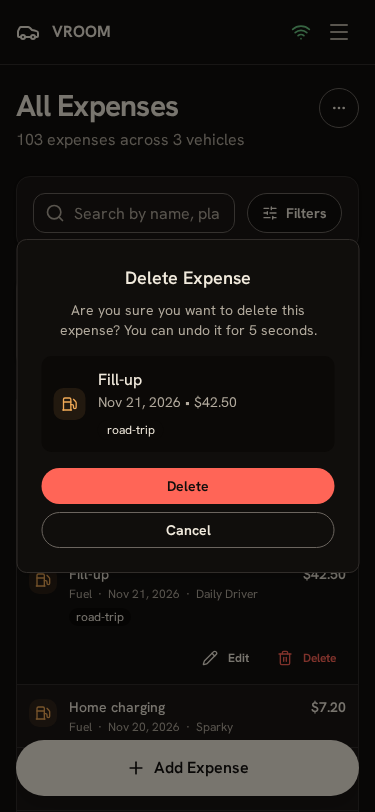 VROOM
All Expenses
103 expenses across 3 vehicles
Search by name, pla
Filters
Delete Expense
Are you sure you want to delete this
expense? You can undo it for 5 seconds.
Fill-up
Nov 21, 2026 • $42.50
road-trip
Delete
Cancel
Fill-up $42.50
Fuel · Nov 21, 2026 · Daily Driver
road-trip
Edit Delete
Home charging $7.20
Fuel · Nov 20, 2026 · Sparky
Add Expense